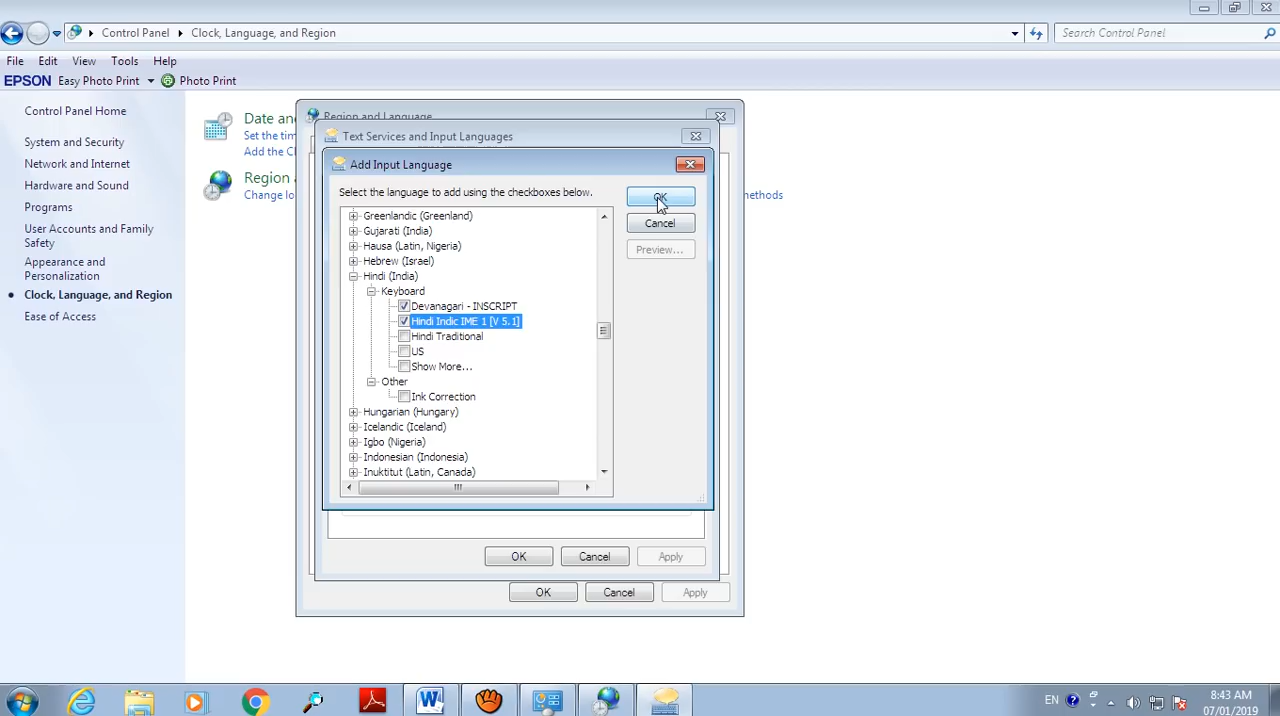 Control Panel Clock, Language, and Region Search Control Panel
File Edit View Tools Help
EPSON Easy Photo Print Photo Print
Control Panel Home
System and Security
Network and Internet
Hardware and Sound
Programs
User Accounts and Family
Safety
Appearance and
Personalization
Clock, Language, and Region
Ease of Access
Date an
Set the tim
Add the Cl
Region
Change lo
methods
Region and Language
Text Services and Input Languages
Add Input Language
Select the language to add using the checkboxes below.
Greenlandic (Greenland)
Gujarati (India)
Hausa (Latin, Nigeria)
Hebrew (Israel)
Hindi (India)
Keyboard
Devanagari - INSCRIPT
Hindi Indic IME 1 [V 5.1]
Hindi Traditional
US
Show More...
Other
Ink Correction
Hungarian (Hungary)
Icelandic (Iceland)
Igbo (Nigeria)
Indonesian (Indonesia)
Inuktitut (Latin, Canada)
OK
Cancel
Preview...
OK Cancel Apply
OK Cancel Apply
EN 8:43 AM
07/01/2019